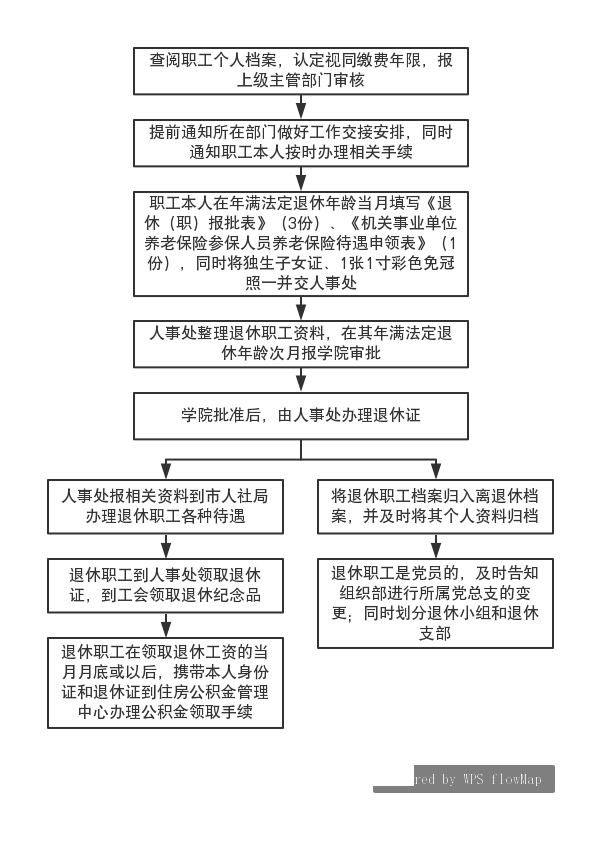 查阅职工个人档案，认定视同缴费年限，报
上级主管部门审核
提前通知所在部门做好工作交接安排，同时
通知职工本人按时办理相关手续
职工本人在年满法定退休年龄当月填写《退
休（职）报批表》（3份）、《机关事业单位
养老保险参保人员养老保险待遇申领表》（1
份），同时将独生子女证、1张1寸彩色免冠
照一并交人事处
人事处整理退休职工资料，在其年满法定退
休年龄次月报学院审批
学院批准后，由人事处办理退休证
人事处报相关资料到市人社局
办理退休职工各种待遇
退休职工到人事处领取退休
证，到工会领取退休纪念品
退休职工在领取退休工资的当
月月底或以后，携带本人身份
证和退休证到住房公积金管理
中心办理公积金领取手续
将退休职工档案归入离退休档
案，并及时将其个人资料归档
退休职工是党员的，及时告知
组织部进行所属党总支的变
更；同时划分退休小组和退休
支部
red by WPS flowMap